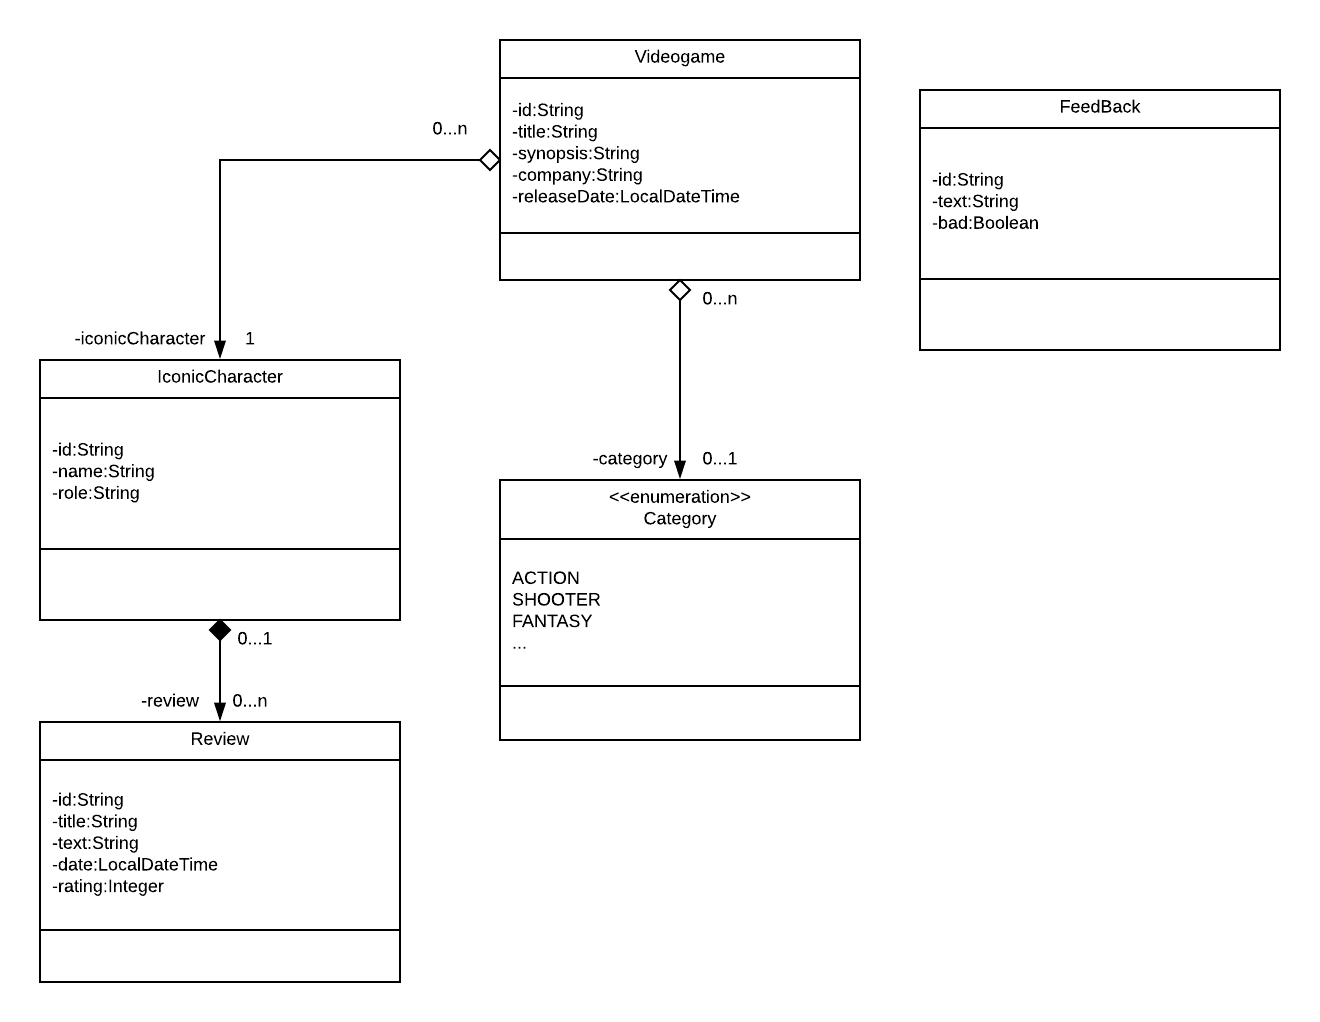 Videogame
-id:String
-title:String
-synopsis:String
-company:String
-releaseDate:LocalDateTime
FeedBack
-id:String
-text:String
-bad:Boolean
0...n
0...n
-iconicCharacter 1
IconicCharacter
-id:String
-name:String
-role:String
-category 0...1
<<enumeration>>
Category
ACTION
SHOOTER
FANTASY
...
0...1
-review 0...n
Review
-id:String
-title:String
-text:String
-date:LocalDateTime
-rating:Integer